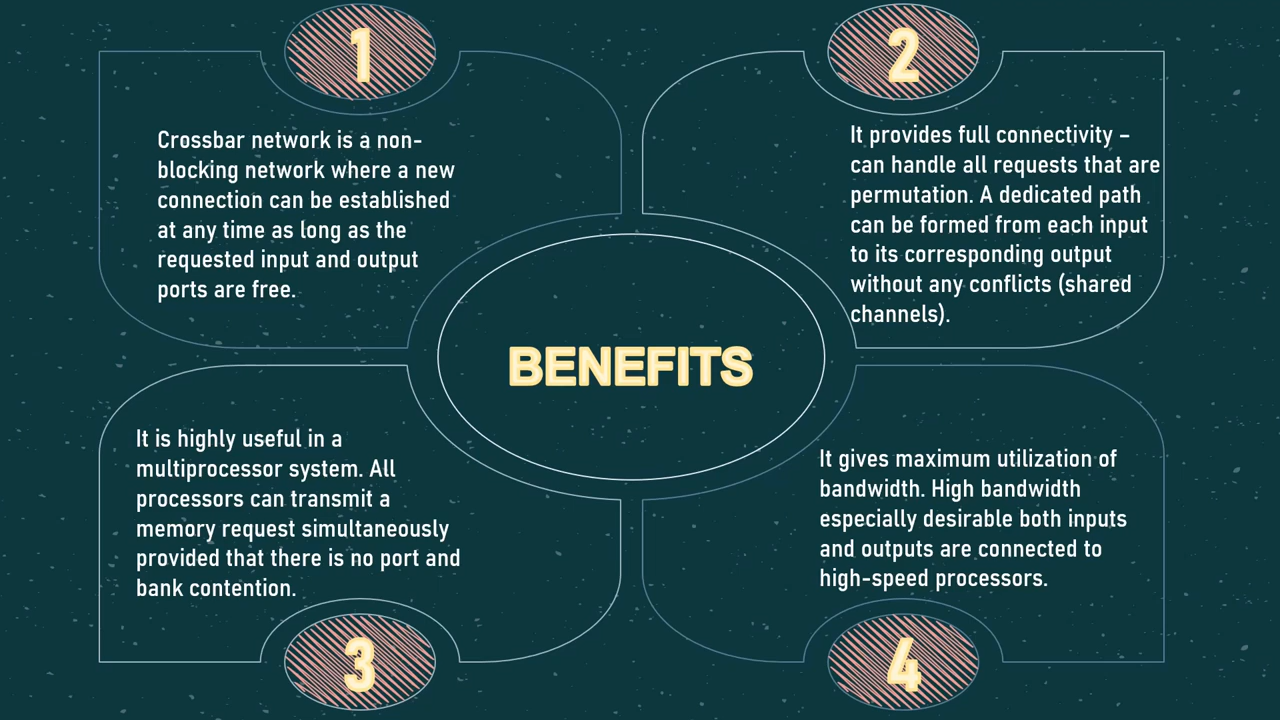 1
Crossbar network is a non-
blocking network where a new
connection can be established
at any time as long as the
requested input and output
ports are free.
2
It provides full connectivity –
can handle all requests that are
permutation. A dedicated path
can be formed from each input
to its corresponding output
without any conflicts (shared
channels).
BENEFITS
It is highly useful in a
multiprocessor system. All
processors can transmit a
memory request simultaneously
provided that there is no port and
bank contention.
3
It gives maximum utilization of
bandwidth. High bandwidth
especially desirable both inputs
and outputs are connected to
high-speed processors.
4